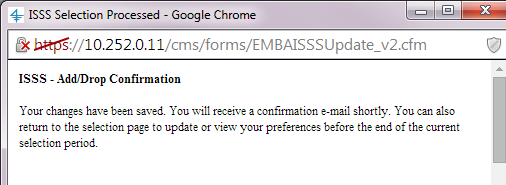 ISSS Selection Processed - Google Chrome
https://10.252.0.11/cms/forms/EMBAISSSUpdate_v2.cfm
ISSS - Add/Drop Confirmation
Your changes have been saved. You will receive a confirmation e-mail shortly. You can also
return to the selection page to update or view your preferences before the end of the current
selection period.